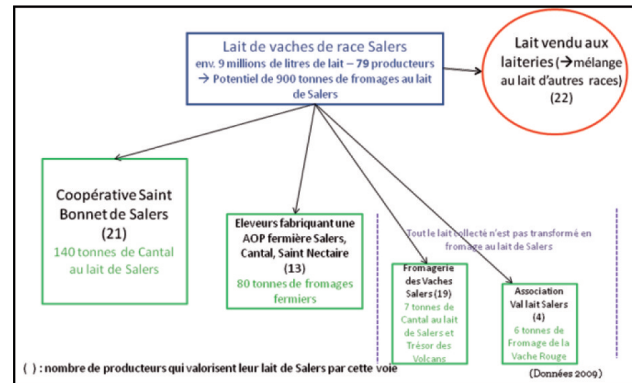 Lait de vaches de race Salers
env. 9 millions de litres de lait – 79 producteurs
→ Potentiel de 900 tonnes de fromages au lait
de Salers
Lait vendu aux
laiteries (→mélange
au lait d'autres races)
(22)
Coopérative Saint
Bonnet de Salers
(21)
140 tonnes de Cantal
au lait de Salers
Eleveurs fabriquant une
AOP fermière Salers,
Cantal, Saint Nectaire
(13)
80 tonnes de fromages
fermiers
Tout le lait collecté n'est pas transformé en
fromage au lait de Salers
Fromagerie
des Vaches
Salers (19)
7 tonnes de
Cantal au lait
de Salers et
Trésor des
Volcans
Association
Val lait Salers
(4)
6 tonnes de
Fromage de la
Vache Rouge
( ) : nombre de producteurs qui valorisent leur lait de Salers par cette voie
(Données 2009)